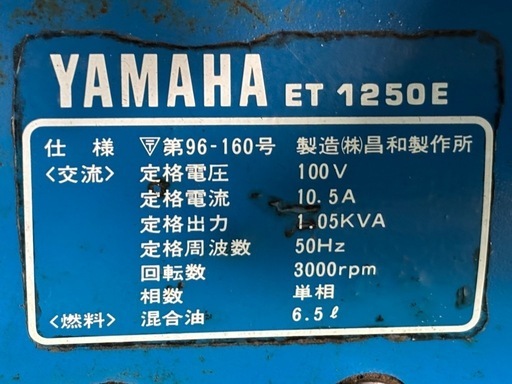 YAMAHA ET 1250E
仕様 〒第96-160号 製造㈱昌和製作所
〈交流〉 定格電圧 100V
定格電流 10.5A
定格出力 1.05KVA
定格周波数 50Hz
回転数 3000rpm
相数 単相
〈燃料〉 混合油 6.5ℓ